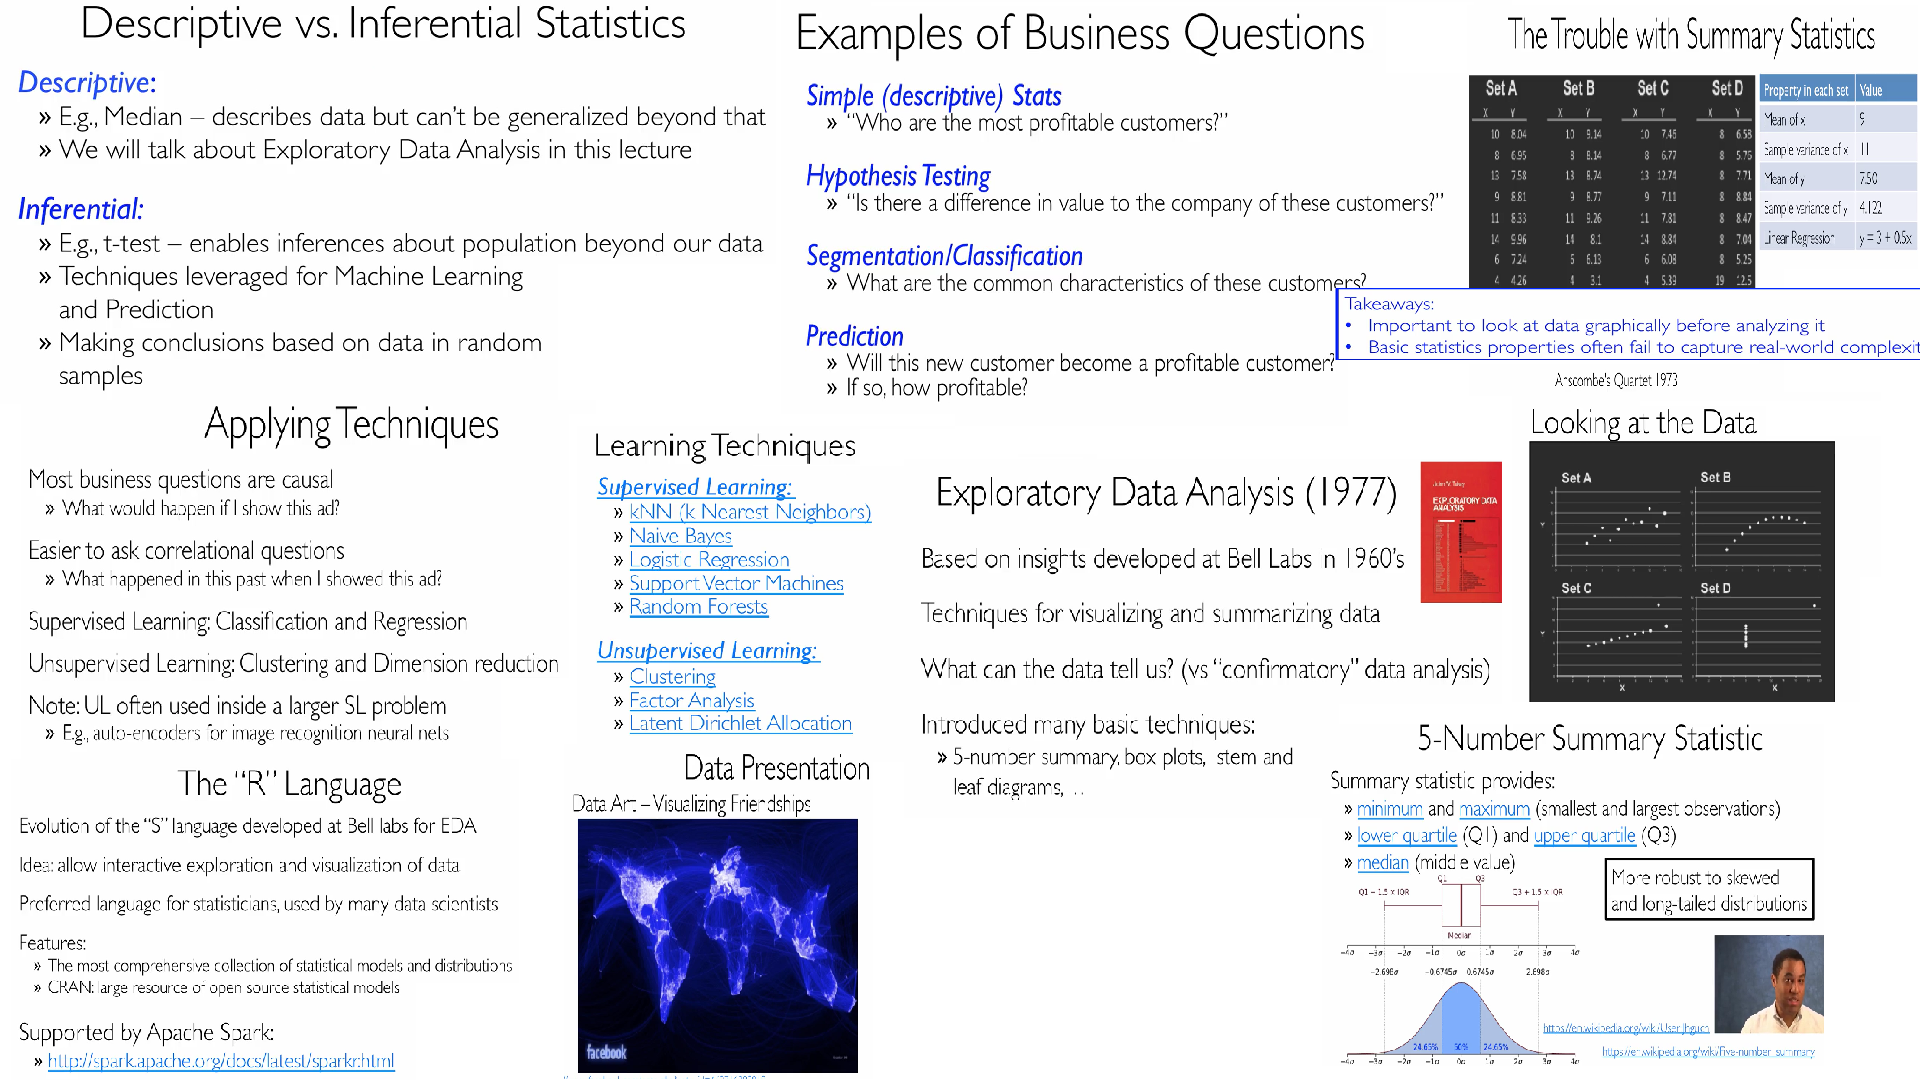 Descriptive vs. Inferential Statistics
Descriptive:
» E.g., Median – describes data but can't be generalized beyond that
» We will talk about Exploratory Data Analysis in this lecture
Inferential:
» E.g., t-test – enables inferences about population beyond our data
» Techniques leveraged for Machine Learning
and Prediction
» Making conclusions based on data in random
samples
Examples of Business Questions
Simple (descriptive) Stats
» "Who are the most profitable customers?"
Hypothesis Testing
» "Is there a difference in value to the company of these customers?"
Segmentation/Classification
» What are the common characteristics of these customers?
Prediction
» Will this new customer become a profitable customer?
» If so, how profitable?
The Trouble with Summary Statistics
Set A Set B Set C Set D
X Y X Y X Y X Y
10 8.04 10 9.14 10 7.46 8 6.58
8 6.95 8 8.14 8 6.77 8 5.76
13 7.58 13 8.74 13 12.74 8 7.71
9 8.81 9 8.77 9 7.11 8 8.84
11 8.33 11 9.26 11 7.81 8 8.47
14 9.96 14 8.1 14 8.84 8 7.04
6 7.24 6 6.13 6 6.08 8 5.25
4 4.26 4 3.1 4 5.39 19 12.5
Property in each set Value
Mean of x 9
Sample variance of x 11
Mean of y 7.50
Sample variance of y 4.122
Linear Regression y = 3 + 0.5x
Takeaways:
• Important to look at data graphically before analyzing it
• Basic statistics properties often fail to capture real-world complexit
Anscombe's Quartet 1973
Applying Techniques
Most business questions are causal
» What would happen if I show this ad?
Easier to ask correlational questions
» What happened in this past when I showed this ad?
Supervised Learning: Classification and Regression
Unsupervised Learning: Clustering and Dimension reduction
Note: UL often used inside a larger SL problem
» E.g., auto-encoders for image recognition neural nets
Learning Techniques
Supervised Learning:
» kNN (k Nearest Neighbors)
» Naive Bayes
» Logistic Regression
» Support Vector Machines
» Random Forests
Unsupervised Learning:
» Clustering
» Factor Analysis
» Latent Dirichlet Allocation
Exploratory Data Analysis (1977)
Based on insights developed at Bell Labs in 1960's
Techniques for visualizing and summarizing data
What can the data tell us? (vs "confirmatory" data analysis)
Introduced many basic techniques:
» 5-number summary, box plots, stem and
leaf diagrams, ...
John W. Tukey
EXPLORATORY DATA
ANALYSIS
Looking at the Data
Set A
Set B
Set C
Set D
Y
Y
X
X
The "R" Language
Evolution of the "S" language developed at Bell labs for EDA
Idea: allow interactive exploration and visualization of data
Preferred language for statisticians, used by many data scientists
Features:
» The most comprehensive collection of statistical models and distributions
» CRAN: large resource of open source statistical models
Supported by Apache Spark:
» http://spark.apache.org/docs/latest/sparkr.html
Data Presentation
Data Art – Visualizing Friendships
facebook
5-Number Summary Statistic
Summary statistic provides:
» minimum and maximum (smallest and largest observations)
» lower quartile (Q1) and upper quartile (Q3)
» median (middle value)
More robust to skewed
and long-tailed distributions
Q1 Q3
Q1 − 1.5 × IQR Q3 + 1.5 × IQR
Median
−4σ −3σ −2σ −1σ 0σ 1σ 2σ 3σ 4σ
−2.698σ −0.6745σ 0.6745σ 2.698σ
24.65% 50% 24.65%
−4σ −3σ −2σ −1σ 0σ 1σ 2σ 3σ 4σ
https://en.wikipedia.org/wiki/User:Jhguch
https://en.wikipedia.org/wiki/Five-number_summary